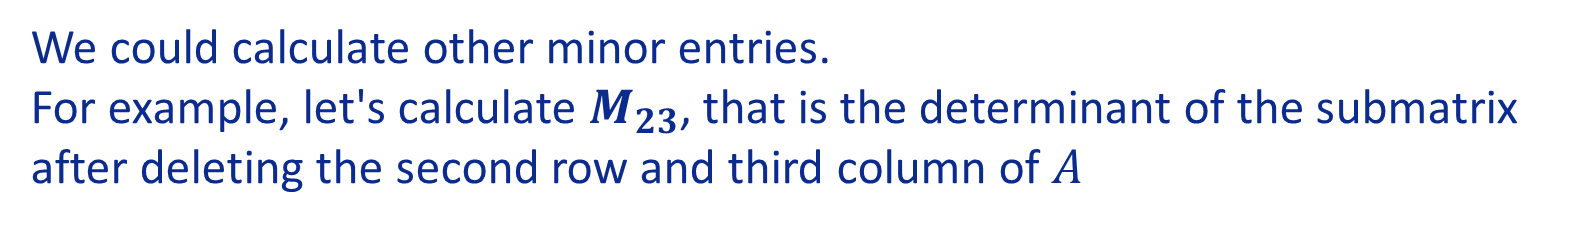 We could calculate other minor entries.
For example, let's calculate M₂₃, that is the determinant of the submatrix
after deleting the second row and third column of A